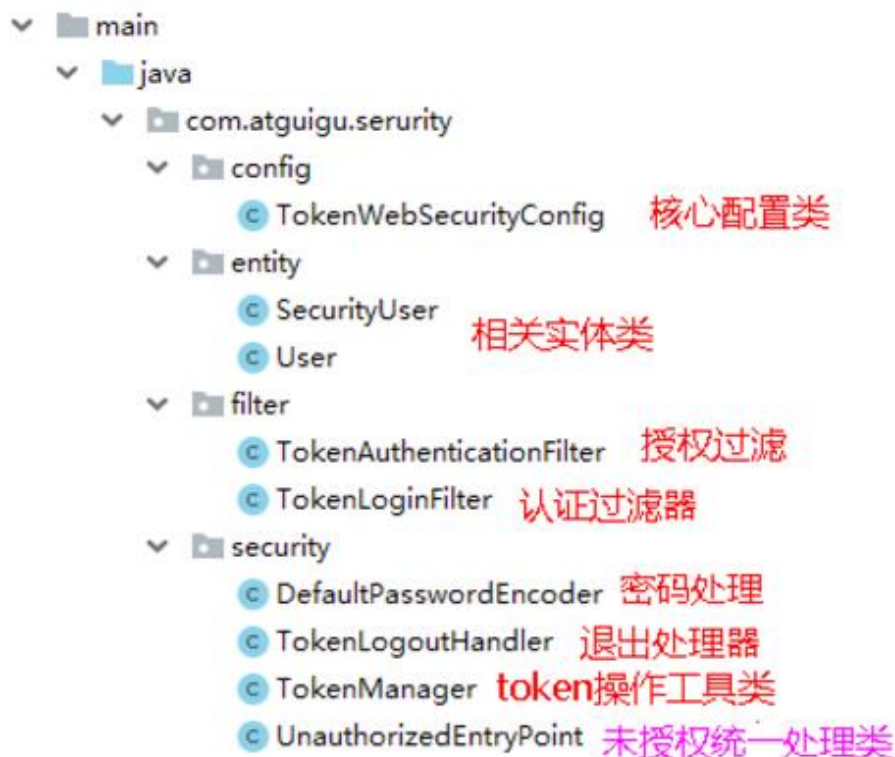 main
java
com.atguigu.serurity
config
TokenWebSecurityConfig 核心配置类
entity
SecurityUser
相关实体类
User
filter
TokenAuthenticationFilter 授权过滤
TokenLoginFilter 认证过滤器
security
DefaultPasswordEncoder 密码处理
TokenLogoutHandler 退出处理器
TokenManager token操作工具类
UnauthorizedEntryPoint 未授权统一处理类